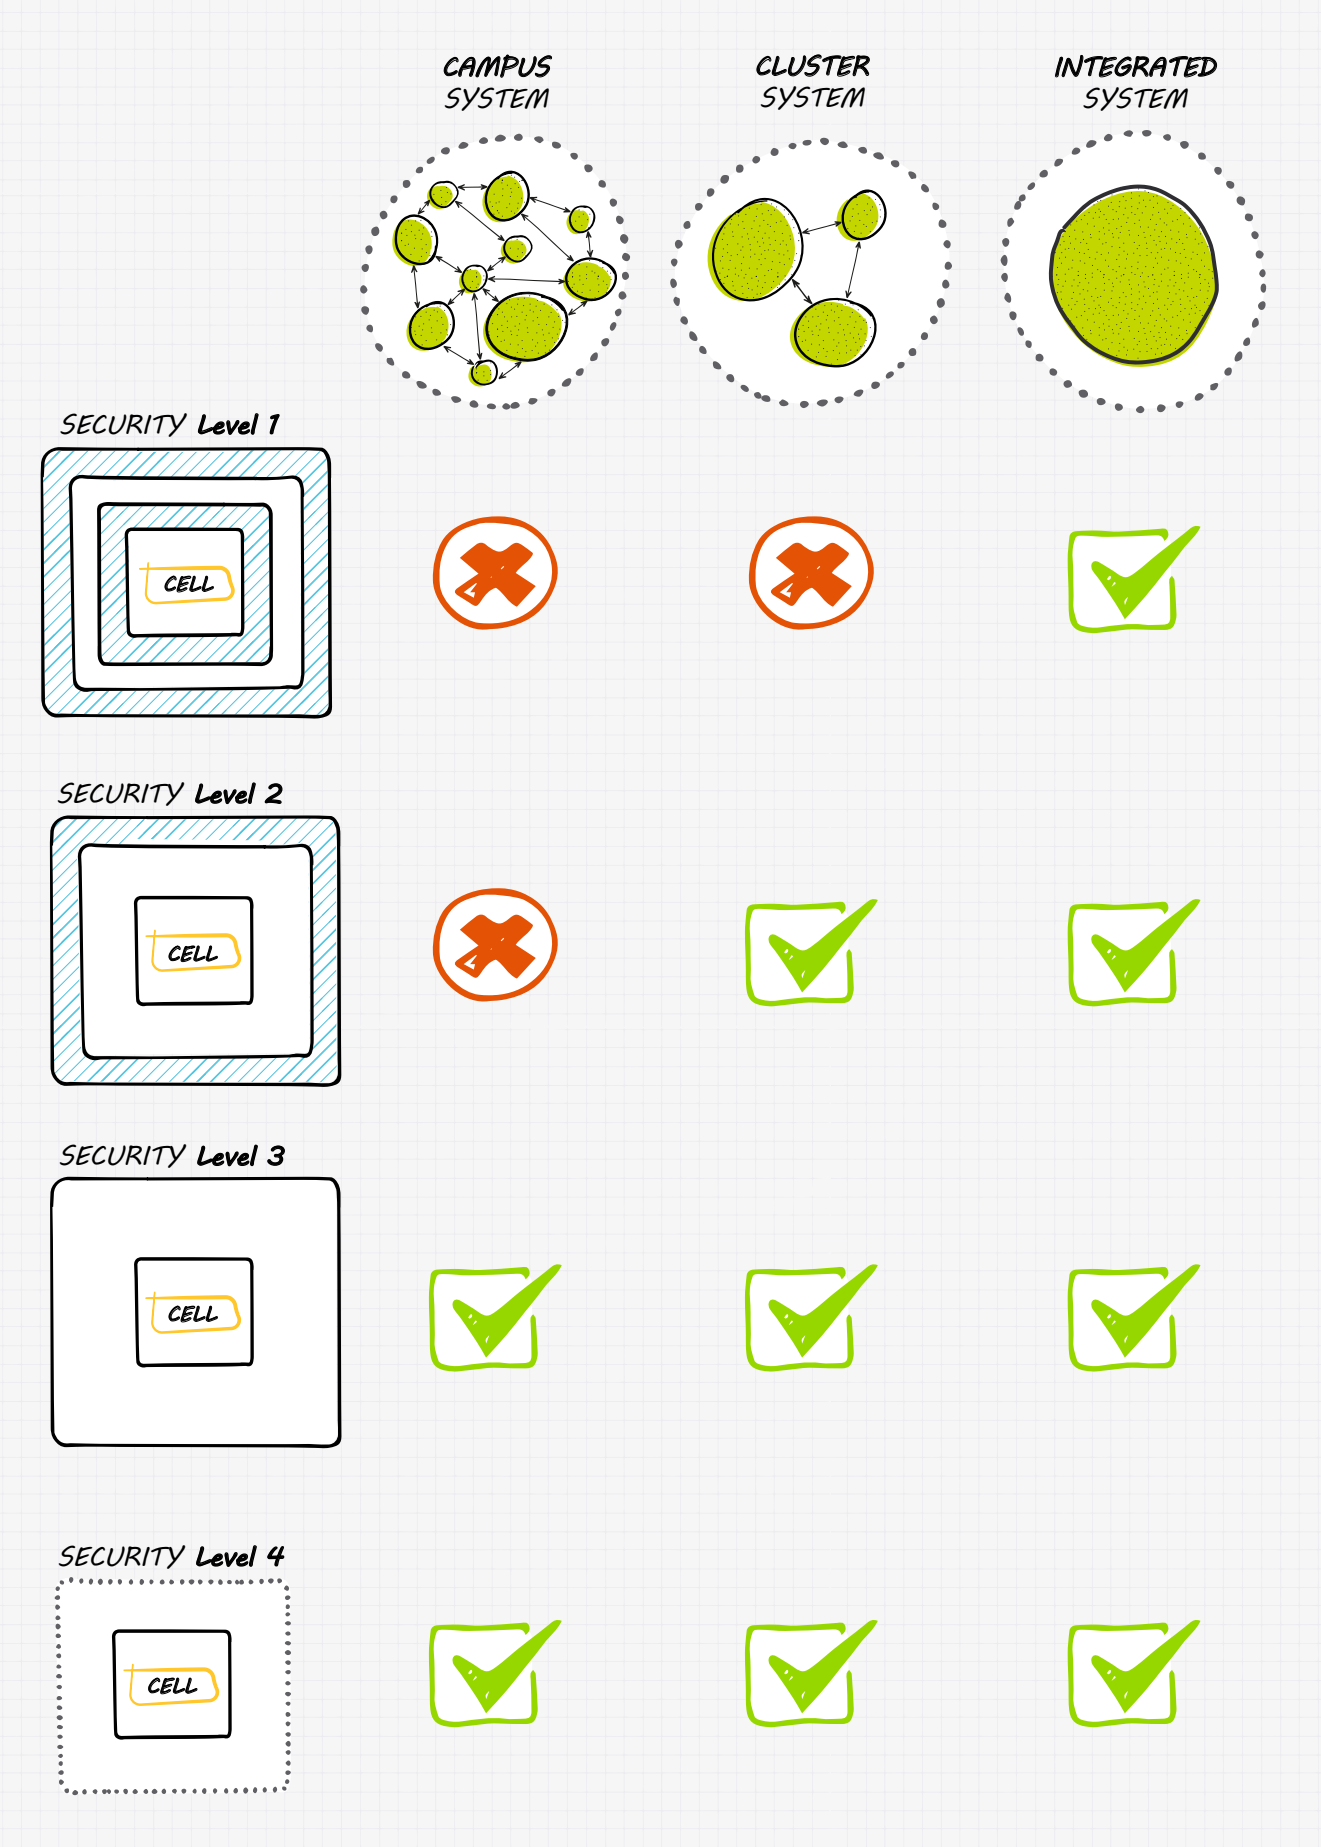 CAMPUS
SYSTEM
CLUSTER
SYSTEM
INTEGRATED
SYSTEM
SECURITY Level 1
CELL
SECURITY Level 2
CELL
SECURITY Level 3
CELL
SECURITY Level 4
CELL